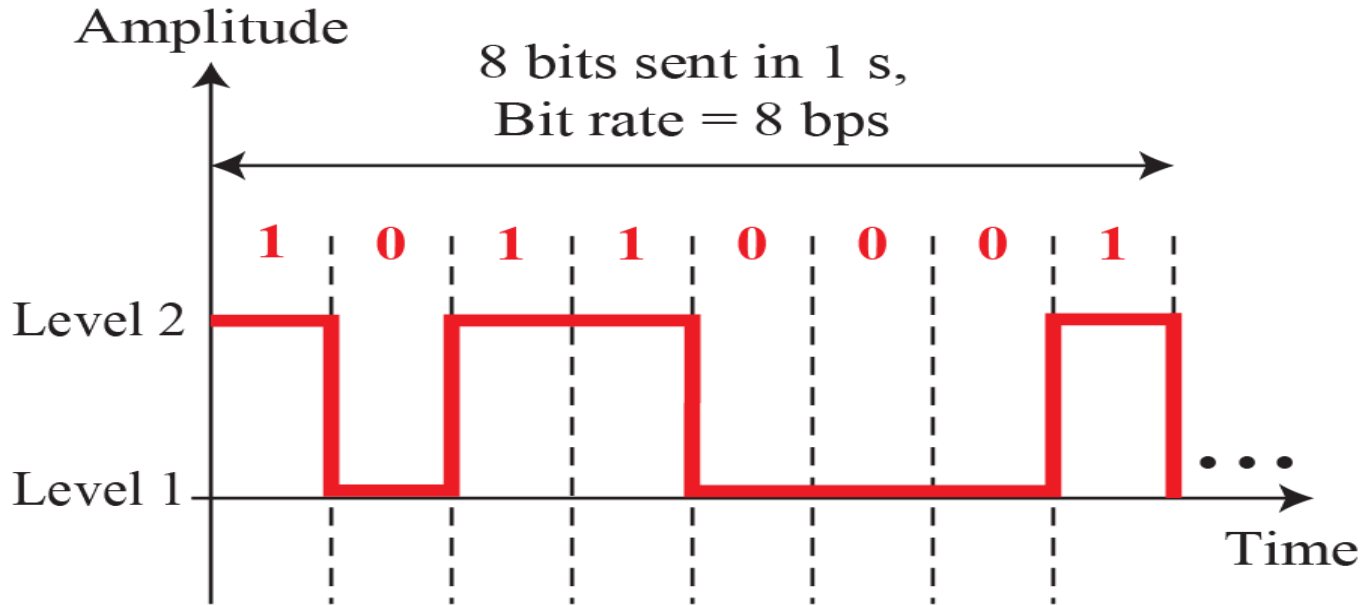 Amplitude
8 bits sent in 1 s,
Bit rate = 8 bps
1 0 1 1 0 0 0 1
Level 2
Level 1
Time